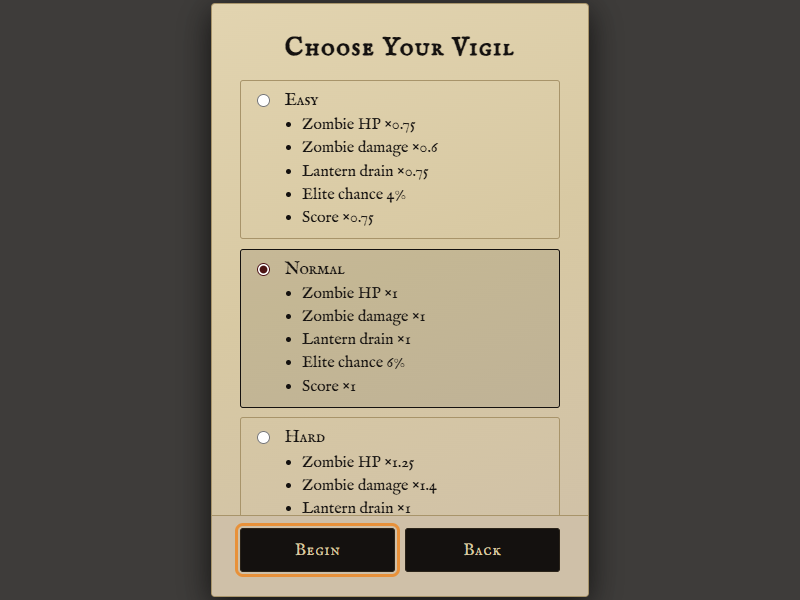 Choose Your Vigil
Easy
• Zombie HP ×0.75
• Zombie damage ×0.6
• Lantern drain ×0.75
• Elite chance 4%
• Score ×0.75
Normal
• Zombie HP ×1
• Zombie damage ×1
• Lantern drain ×1
• Elite chance 6%
• Score ×1
Hard
• Zombie HP ×1.25
• Zombie damage ×1.4
• Lantern drain ×1
Begin
Back